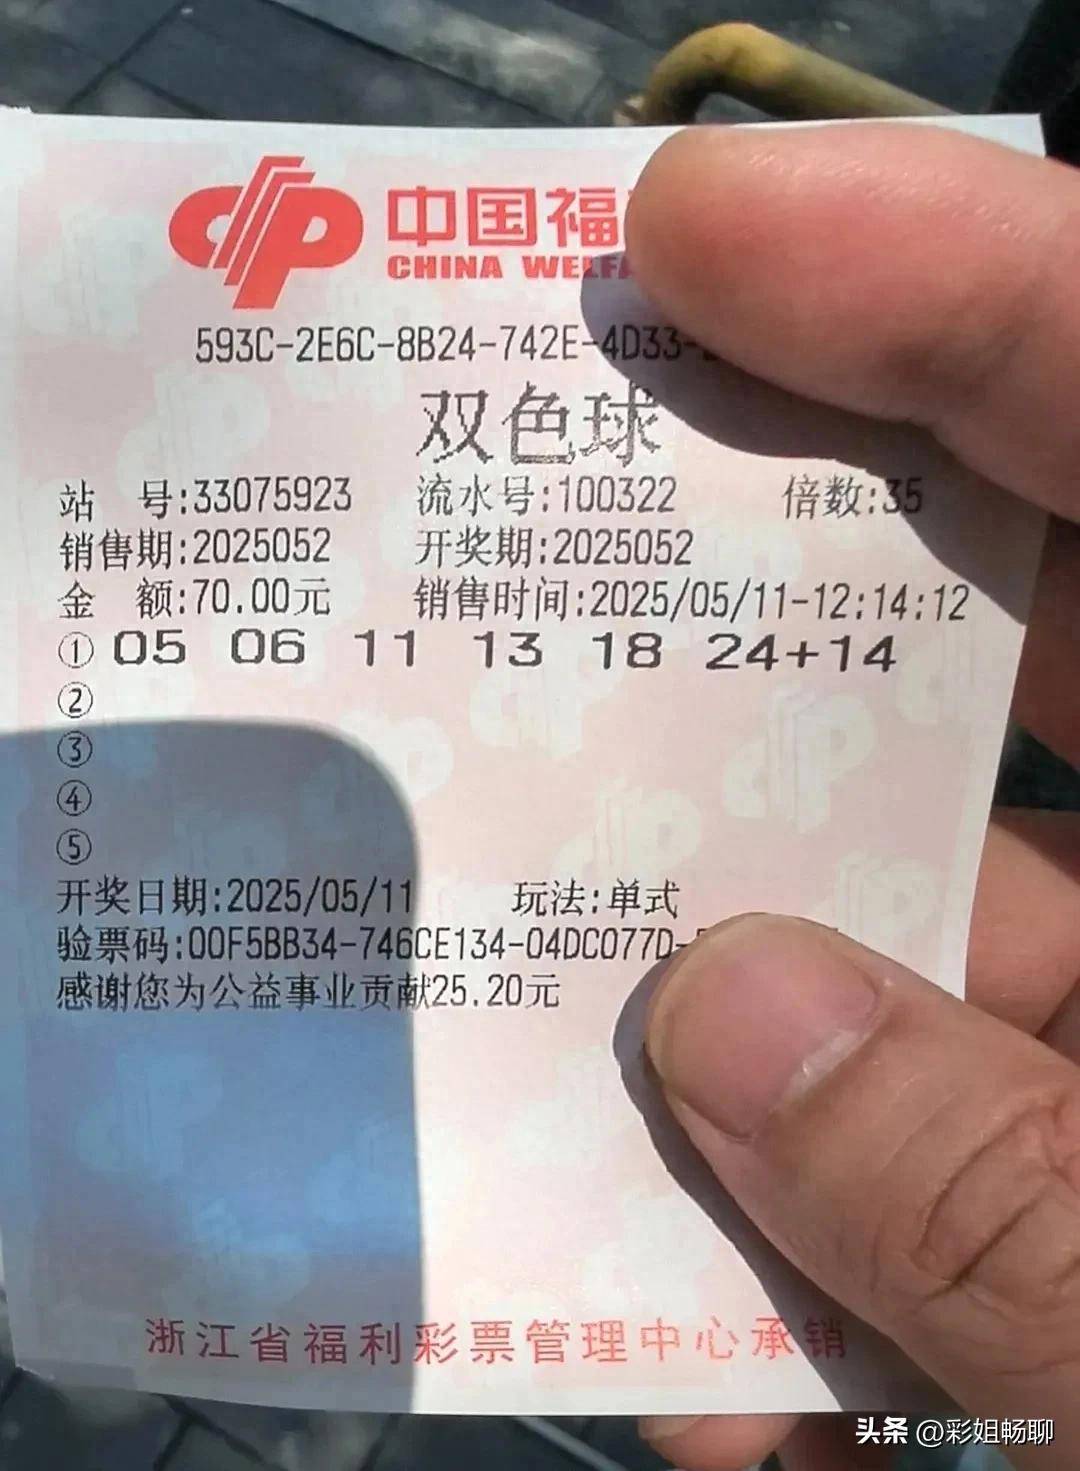 中国福
CHINA WELFA
593C-2E6C-8B24-742E-4D33-
双色球
站 号:33075923 流水号:100322 倍数:35
销售期:2025052 开奖期:2025052
金 额:70.00元 销售时间:2025/05/11-12:14:12
① 05 06 11 13 18 24+14
②
③
④
⑤
开奖日期:2025/05/11 玩法:单式
验票码:00F5BB34-746CE134-04DC077D-
感谢您为公益事业贡献25.20元
浙江省福利彩票管理中心承销
头条 @彩姐畅聊